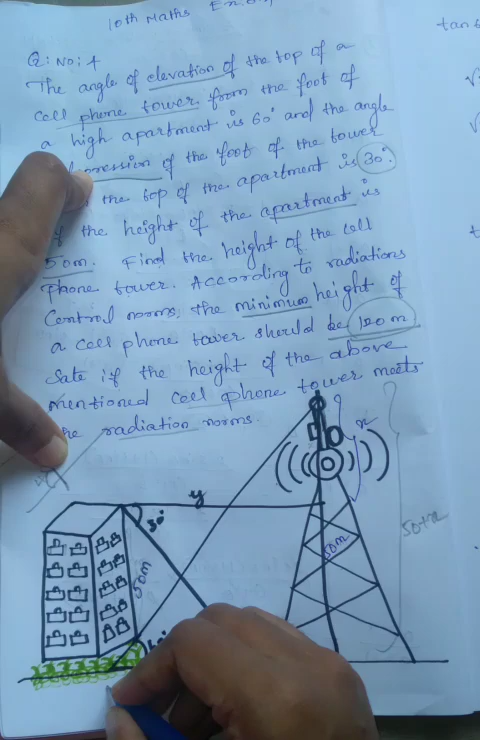 10th Maths
Q: No: 4
The angle of elevation of the top of a
cell phone tower from the foot of
a high apartment is 60° and the angle
of the foot of the tower
the top of the apartment is 30°.
the height of the apartment is
50m. Find the height of the cell
Phone tower. According to radiations
Control norms, the minimum height of
a cell phone tower should be 120 m
State if the height of the above
mentioned cell phone tower meets
the radiation norms.
y
x
30°
50m
50m
50+x
tan